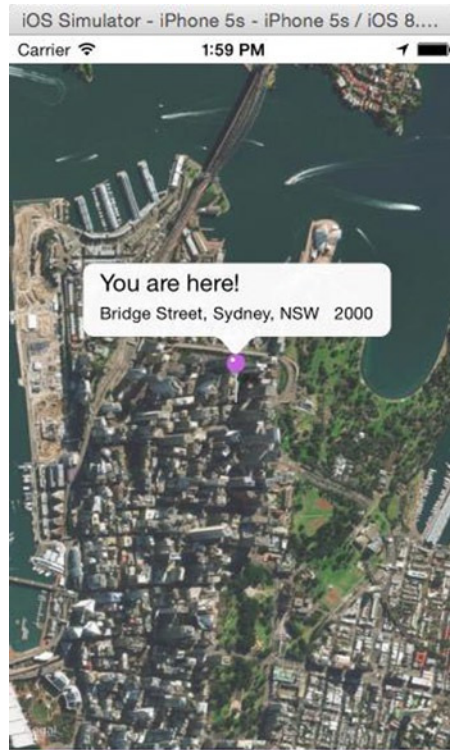 iOS Simulator - iPhone 5s - iPhone 5s / iOS 8....
Carrier 1:59 PM
You are here!
Bridge Street, Sydney, NSW 2000
Legal